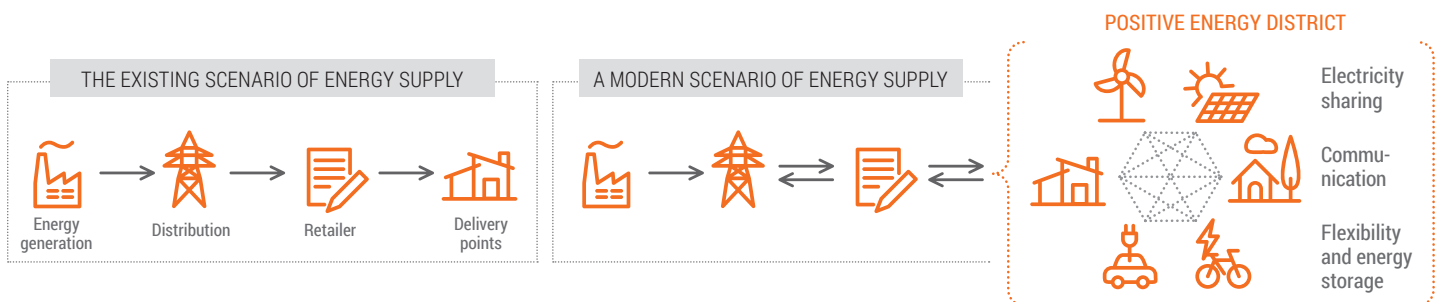 POSITIVE ENERGY DISTRICT
THE EXISTING SCENARIO OF ENERGY SUPPLY
A MODERN SCENARIO OF ENERGY SUPPLY
Energy
generation
Distribution
Retailer
Delivery
points
Electricity
sharing
Commu-
nication
Flexibility
and energy
storage